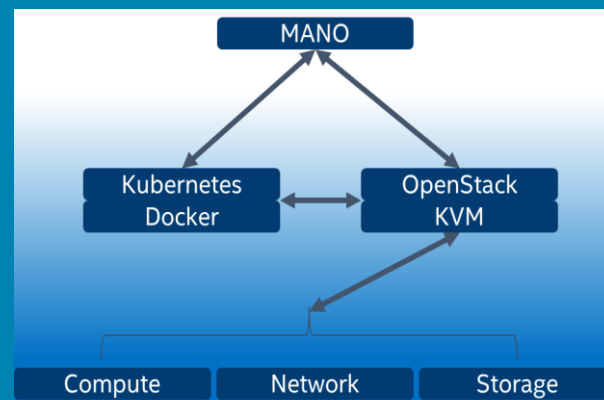 MANO
Kubernetes
Docker
OpenStack
KVM
Compute
Network
Storage